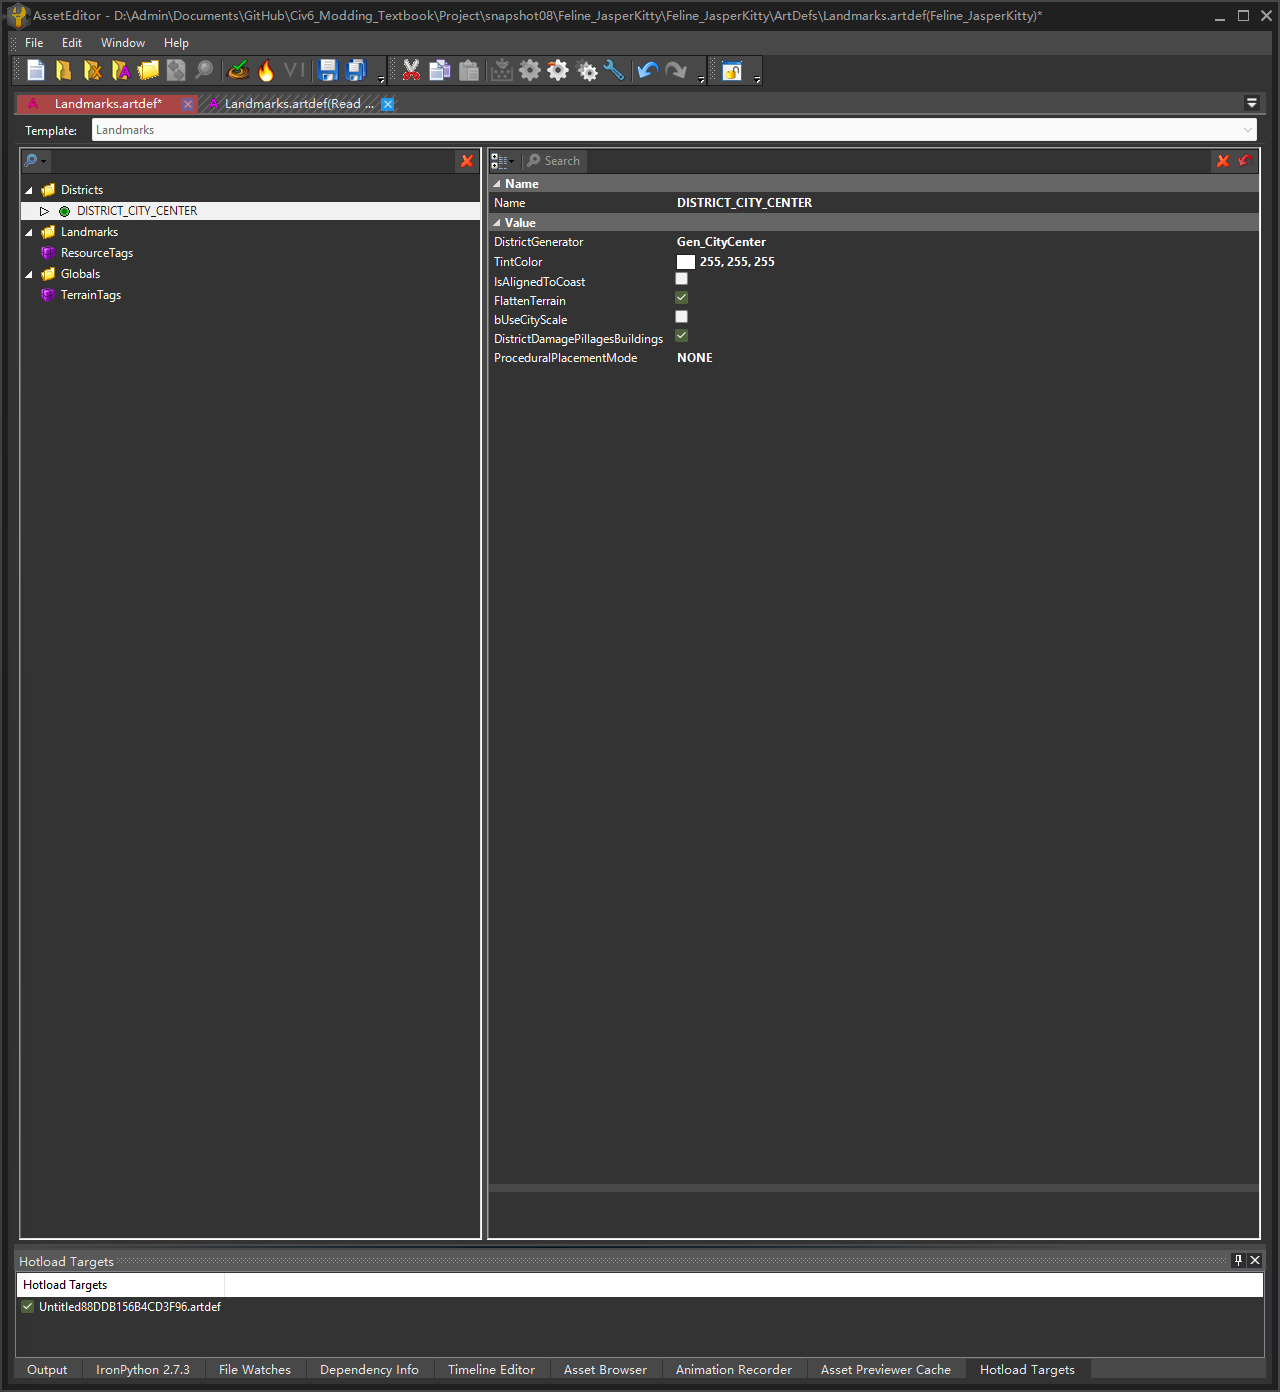 AssetEditor - D:\Admin\Documents\GitHub\Civ6_Modding_Textbook\Project\snapshot08\Feline_JasperKitty\Feline_JasperKitty\ArtDefs\Landmarks.artdef(Feline_JasperKitty)*
File Edit Window Help
VI
Landmarks.artdef* Landmarks.artdef(Read ...
Template: Landmarks
Search
Districts
DISTRICT_CITY_CENTER
Landmarks
ResourceTags
Globals
TerrainTags
Name
Name DISTRICT_CITY_CENTER
Value
DistrictGenerator Gen_CityCenter
TintColor 255, 255, 255
IsAlignedToCoast
FlattenTerrain
bUseCityScale
DistrictDamagePillagesBuildings
ProceduralPlacementMode NONE
Hotload Targets
Hotload Targets
Untitled88DDB156B4CD3F96.artdef
Output IronPython 2.7.3 File Watches Dependency Info Timeline Editor Asset Browser Animation Recorder Asset Previewer Cache Hotload Targets